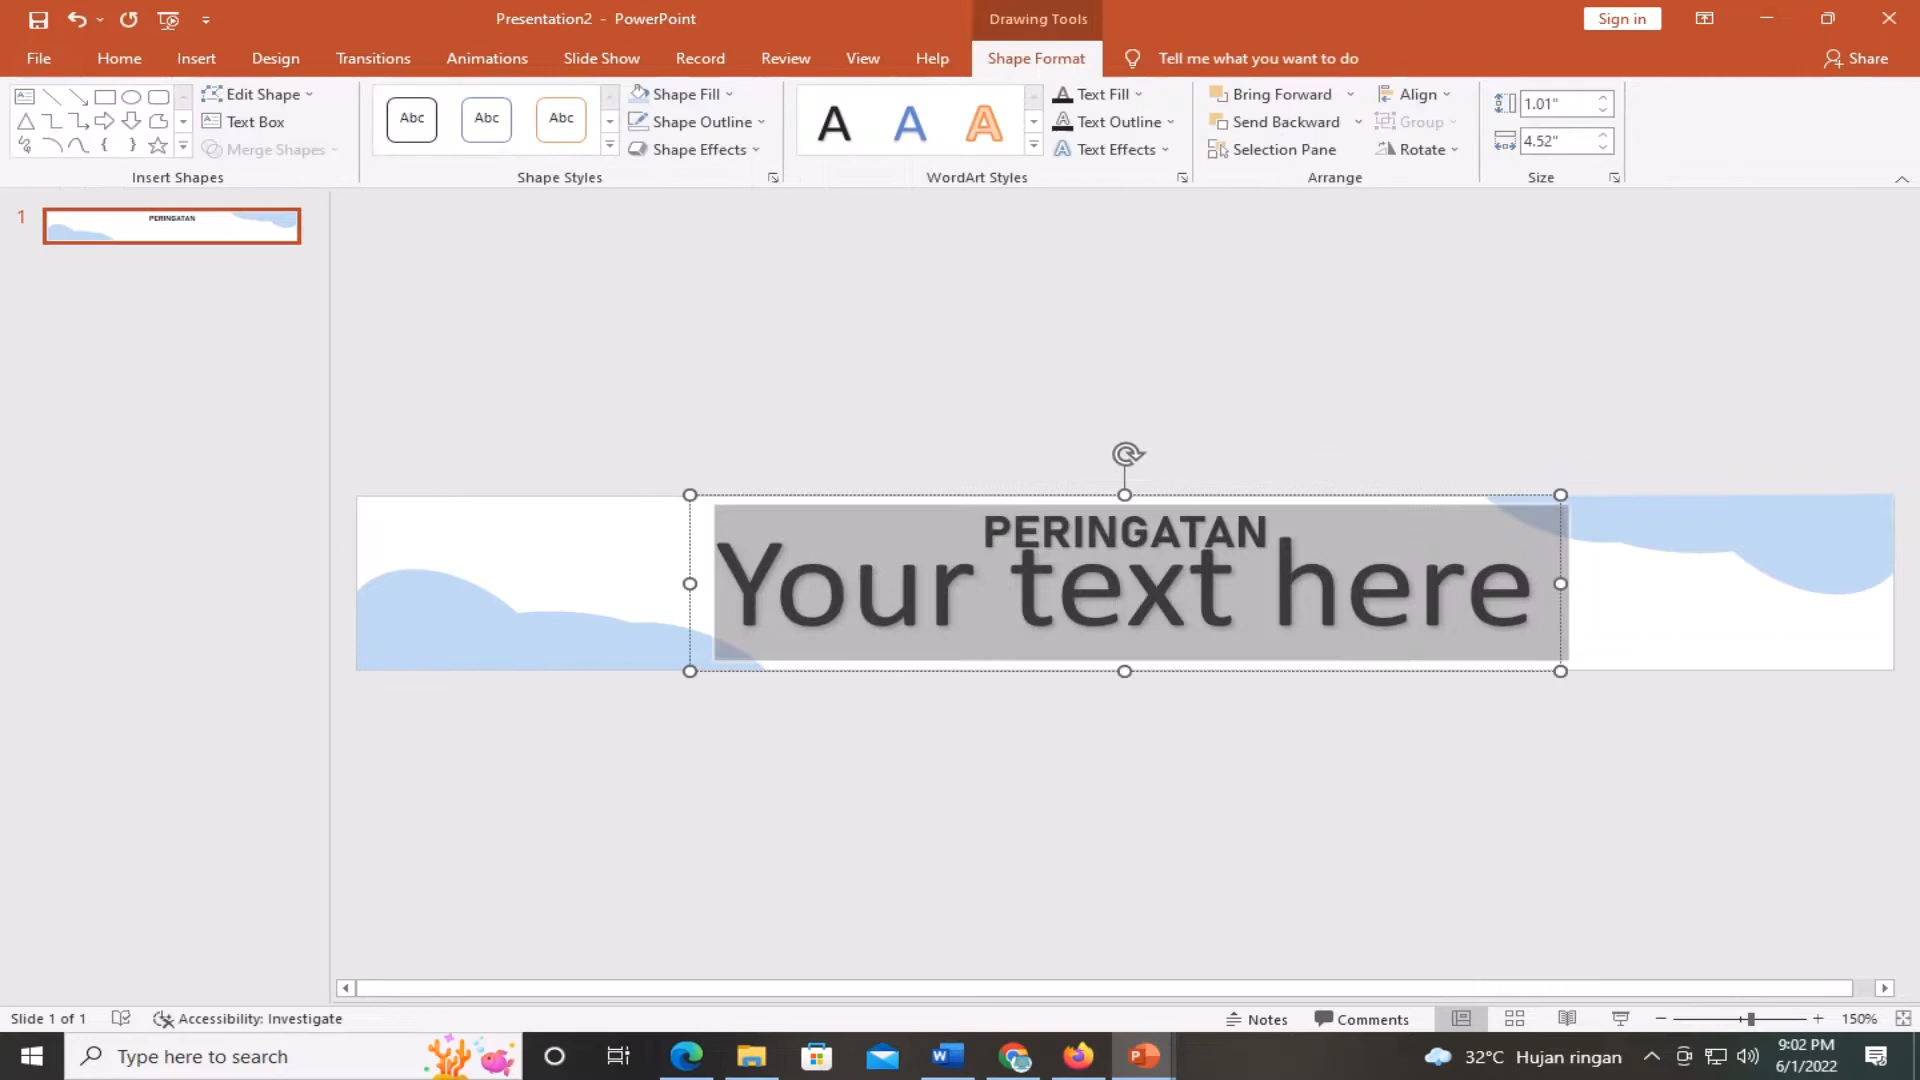 Presentation2 - PowerPoint
Drawing Tools
Sign in
File Home Insert Design Transitions Animations Slide Show Record Review View Help Shape Format Tell me what you want to do Share
Edit Shape
Text Box
Merge Shapes
Insert Shapes
Abc Abc Abc
Shape Fill
Shape Outline
Shape Effects
Shape Styles
A A A
Text Fill
Text Outline
Text Effects
WordArt Styles
Bring Forward
Send Backward
Selection Pane
Align
Group
Rotate
Arrange
1.01"
4.52"
Size
1
PERINGATAN
PERINGATAN
Your text here
Slide 1 of 1 Accessibility: Investigate Notes Comments 150%
Type here to search
32°C Hujan ringan
9:02 PM
6/1/2022